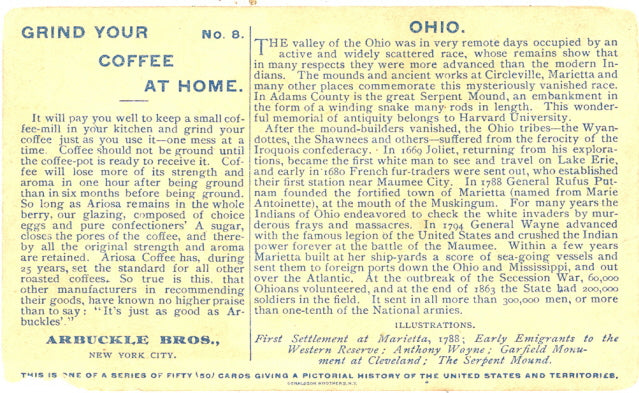 GRIND YOUR No. 8.
COFFEE
AT HOME.
It will pay you well to keep a small cof-
fee-mill in your kitchen and grind your
coffee just as you use it—one mess at a
time. Coffee should not be ground until
the coffee-pot is ready to receive it. Cof-
fee will lose more of its strength and
aroma in one hour after being ground
than in six months before being ground.
So long as Ariosa remains in the whole
berry, our glazing, composed of choice
eggs and pure confectioners' A sugar,
closes the pores of the coffee, and there-
by all the original strength and aroma
are retained. Ariosa Coffee has, during
25 years, set the standard for all other
roasted coffees. So true is this, that
other manufacturers in recommending
their goods, have known no higher praise
than to say: "It's just as good as Ar-
buckles'."
ARBUCKLE BROS.,
NEW YORK CITY.
OHIO.
THE valley of the Ohio was in very remote days occupied by an
active and widely scattered race, whose remains show that
in many respects they were more advanced than the modern In-
dians. The mounds and ancient works at Circleville, Marietta and
many other places commemorate this mysteriously vanished race.
In Adams County is the great Serpent Mound, an embankment in
the form of a winding snake many rods in length. This wonder-
ful memorial of antiquity belongs to Harvard University.
After the mound-builders vanished, the Ohio tribes—the Wyan-
dottes, the Shawnees and others—suffered from the ferocity of the
Iroquois confederacy. In 1669 Joliet, returning from his explora-
tions, became the first white man to see and travel on Lake Erie,
and early in 1680 French fur-traders were sent out, who established
their first station near Maumee City. In 1788 General Rufus Put-
nam founded the fortified town of Marietta (named from Marie
Antoinette), at the mouth of the Muskingum. For many years the
Indians of Ohio endeavored to check the white invaders by mur-
derous frays and massacres. In 1794 General Wayne advanced
with the famous legion of the United States and crushed the Indian
power forever at the battle of the Maumee. Within a few years
Marietta built at her ship-yards a score of sea-going vessels and
sent them to foreign ports down the Ohio and Mississippi, and out
over the Atlantic. At the outbreak of the Secession War, 60,000
Ohioans volunteered, and at the end of 1863 the State had 200,000
soldiers in the field. It sent in all more than 300,000 men, or more
than one-tenth of the National armies.
ILLUSTRATIONS.
First Settlement at Marietta, 1788; Early Emigrants to the
Western Reserve; Anthony Wayne; Garfield Monu-
ment at Cleveland; The Serpent Mound.
THIS IS ONE OF A SERIES OF FIFTY (50) CARDS GIVING A PICTORIAL HISTORY OF THE UNITED STATES AND TERRITORIES.
DONALDSON BROTHERS, N.Y.